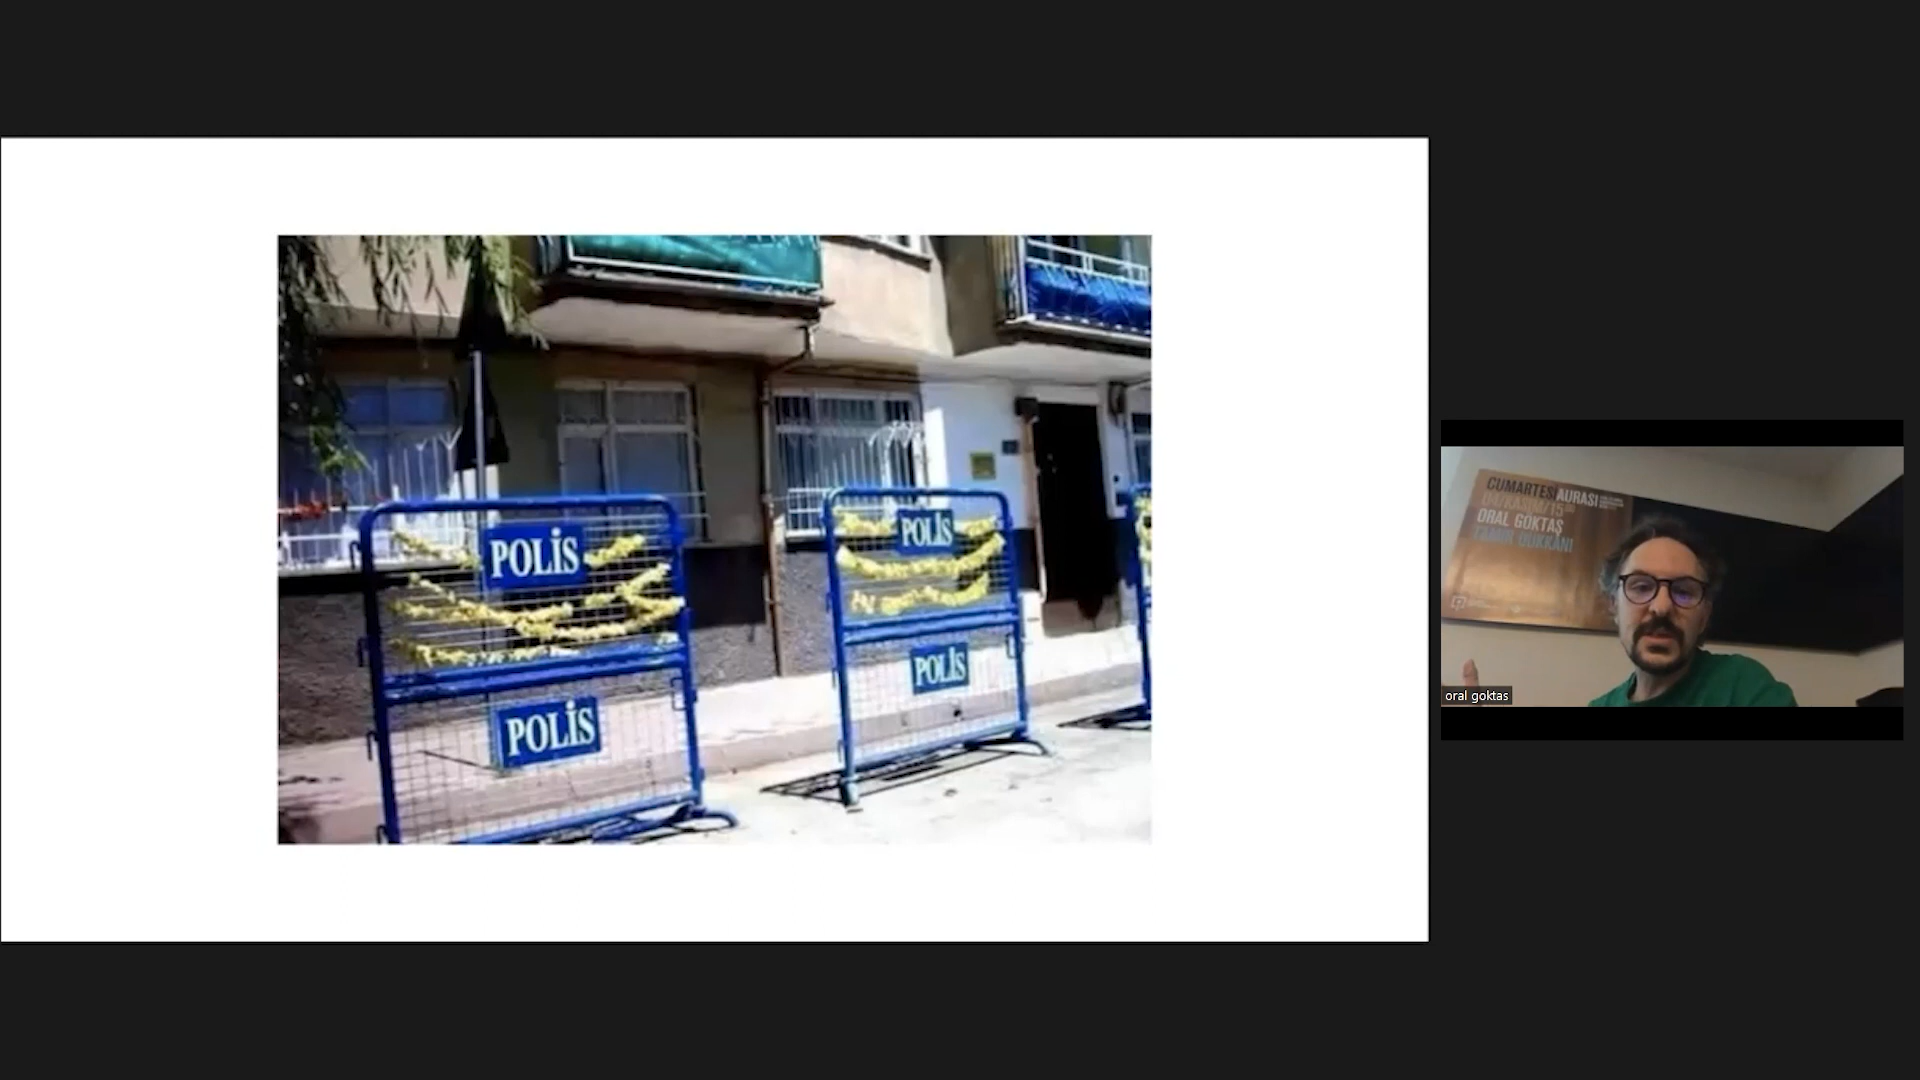 POLİS
POLİS
POLİS
POLİS
CUMARTESİAURASI
ORAL GÖKTAŞ
TAMİR DÜKKANI
oral goktas